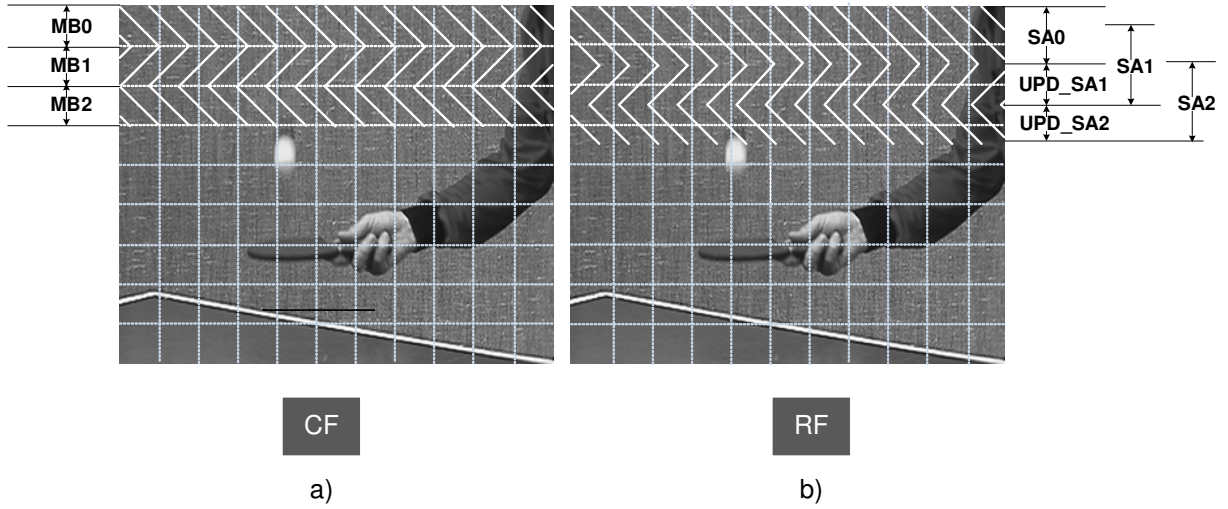 MB0
MB1
MB2
SA0
SA1
UPD_SA1
SA2
UPD_SA2
CF
RF
a)
b)